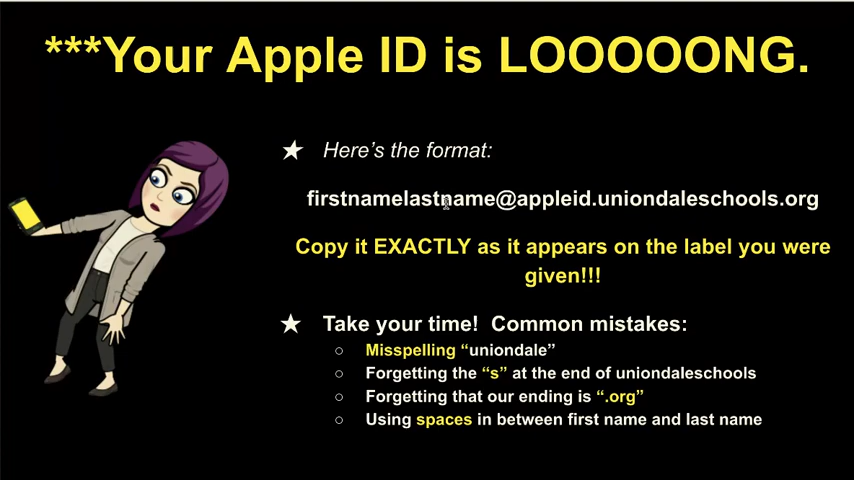 ***Your Apple ID is LOOOOONG.
★ Here's the format:
firstnamelastname@appleid.uniondaleschools.org
Copy it EXACTLY as it appears on the label you were
given!!!
★ Take your time!  Common mistakes:
○ Misspelling “uniondale”
○ Forgetting the “s” at the end of uniondaleschools
○ Forgetting that our ending is “.org”
○ Using spaces in between first name and last name